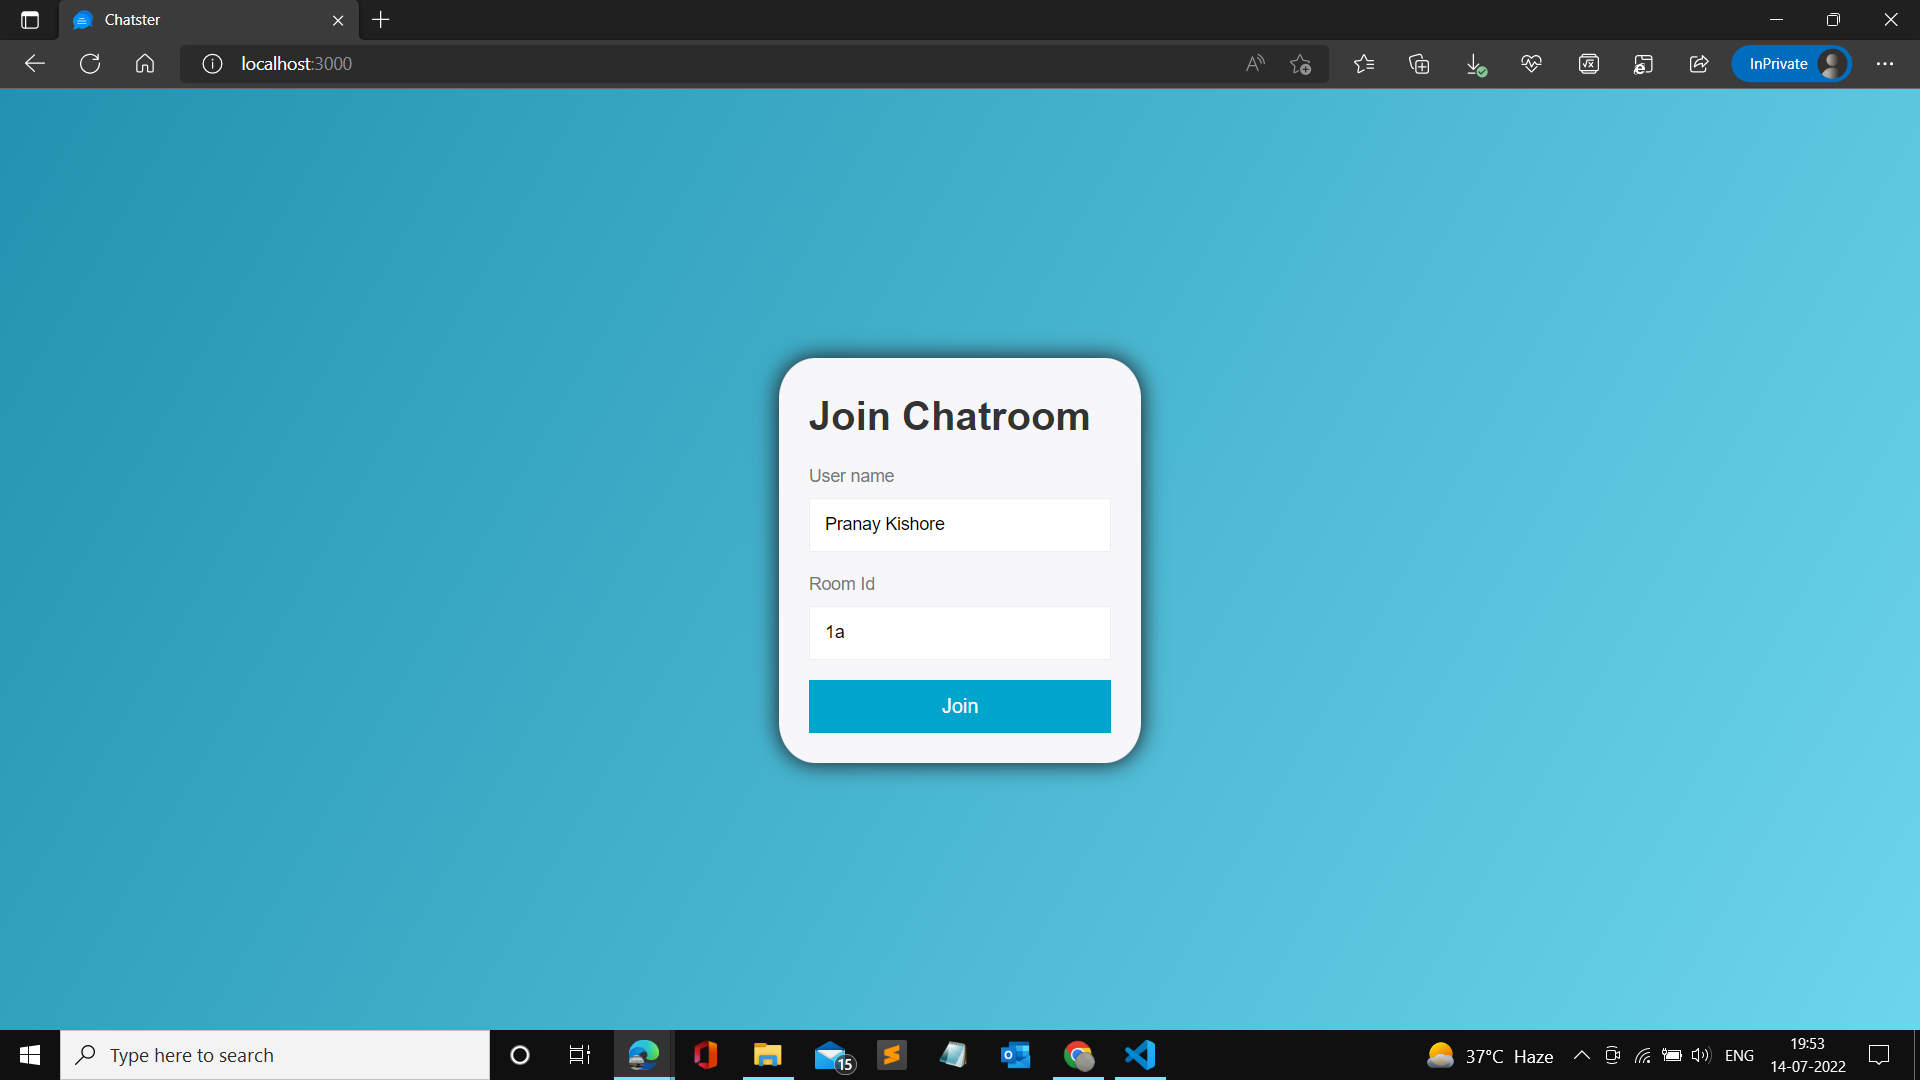 Chatster
localhost:3000
InPrivate
Join Chatroom
User name
Pranay Kishore
Room Id
1a
Join
Type here to search
15
37°C Haze
ENG
19:53
14-07-2022